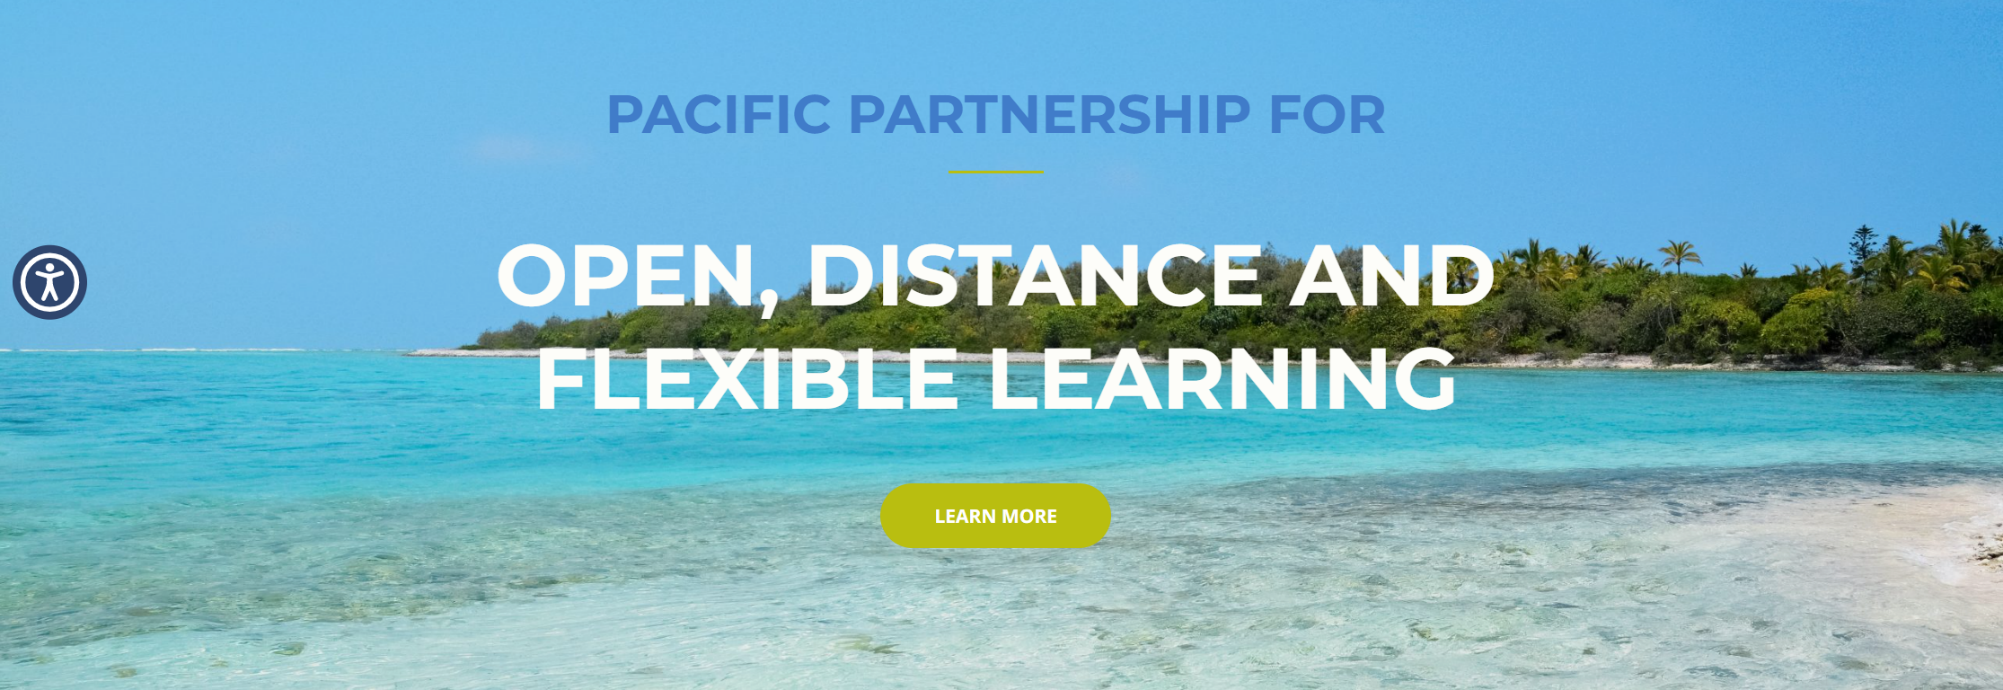 PACIFIC PARTNERSHIP FOR
OPEN, DISTANCE AND
FLEXIBLE LEARNING
LEARN MORE